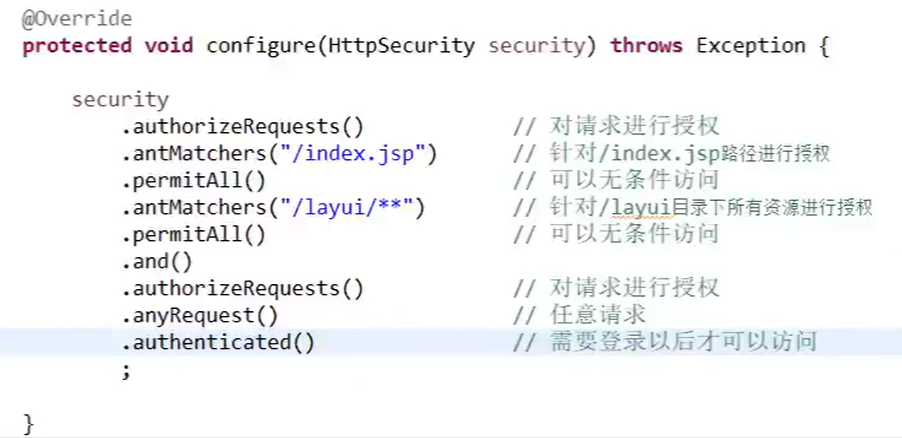 @Override
protected void configure(HttpSecurity security) throws Exception {
security
.authorizeRequests() // 对请求进行授权
.antMatchers("/index.jsp") // 针对/index.jsp路径进行授权
.permitAll() // 可以无条件访问
.antMatchers("/layui/**") // 针对/layui目录下所有资源进行授权
.permitAll() // 可以无条件访问
.and()
.authorizeRequests() // 对请求进行授权
.anyRequest() // 任意请求
.authenticated() // 需要登录以后才可以访问
;
}